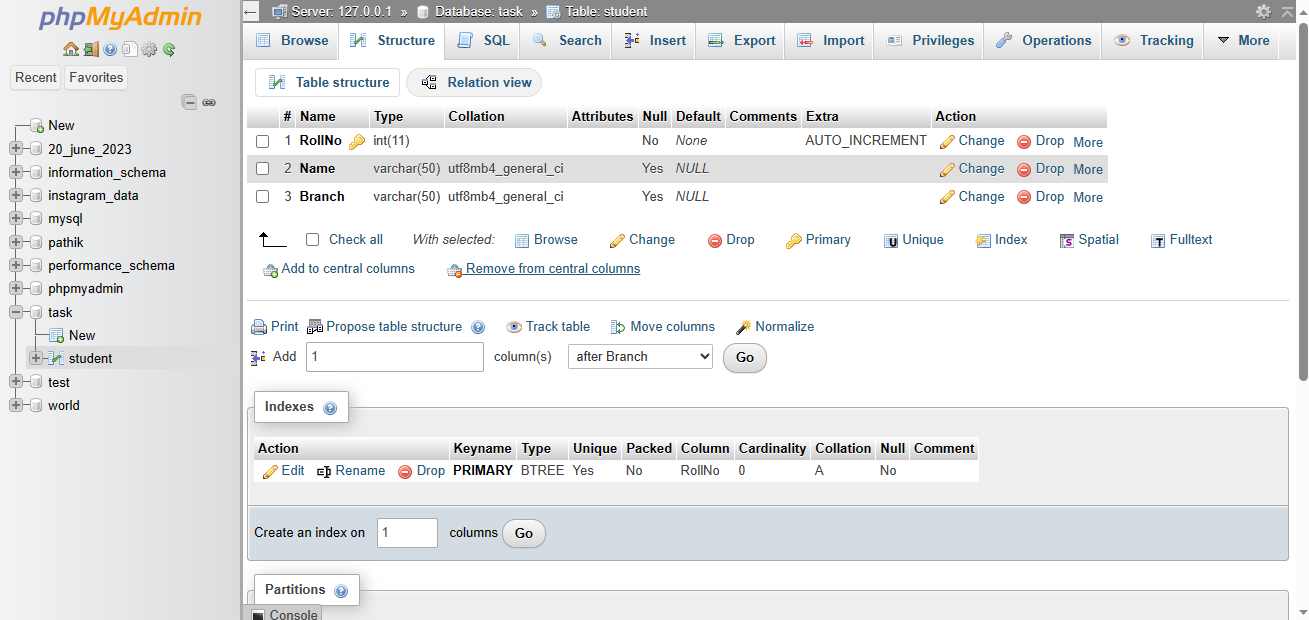 phpMyAdmin
Recent Favorites
New
20_june_2023
information_schema
instagram_data
mysql
pathik
performance_schema
phpmyadmin
task
New
student
test
world
Server: 127.0.0.1 » Database: task » Table: student
Browse Structure SQL Search Insert Export Import Privileges Operations Tracking More
Table structure Relation view
# Name Type Collation Attributes Null Default Comments Extra Action
1 RollNo int(11) No None AUTO_INCREMENT Change Drop More
2 Name varchar(50) utf8mb4_general_ci Yes NULL Change Drop More
3 Branch varchar(50) utf8mb4_general_ci Yes NULL Change Drop More
Check all With selected: Browse Change Drop Primary Unique Index Spatial Fulltext
Add to central columns Remove from central columns
Print Propose table structure Track table Move columns Normalize
Add 1 column(s) after Branch Go
Indexes
Action Keyname Type Unique Packed Column Cardinality Collation Null Comment
Edit Rename Drop PRIMARY BTREE Yes No RollNo 0 A No
Create an index on 1 columns Go
Partitions
Console